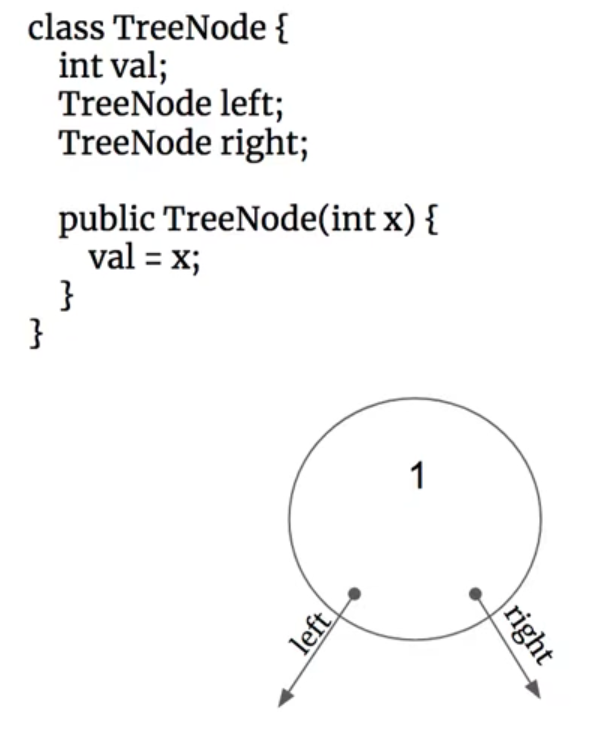 class TreeNode {
int val;
TreeNode left;
TreeNode right;
public TreeNode(int x) {
val = x;
}
}
1
left
right